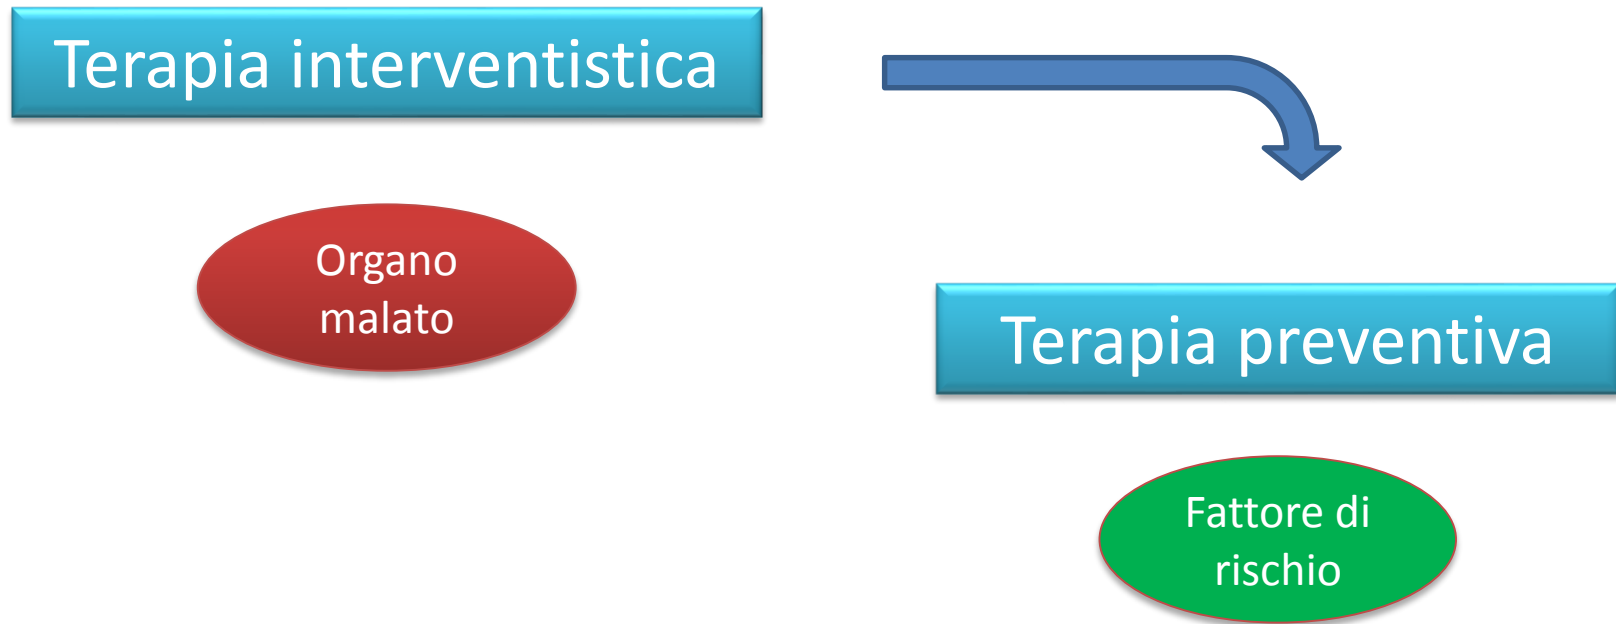 Terapia interventistica
Organo
malato
Terapia preventiva
Fattore di
rischio